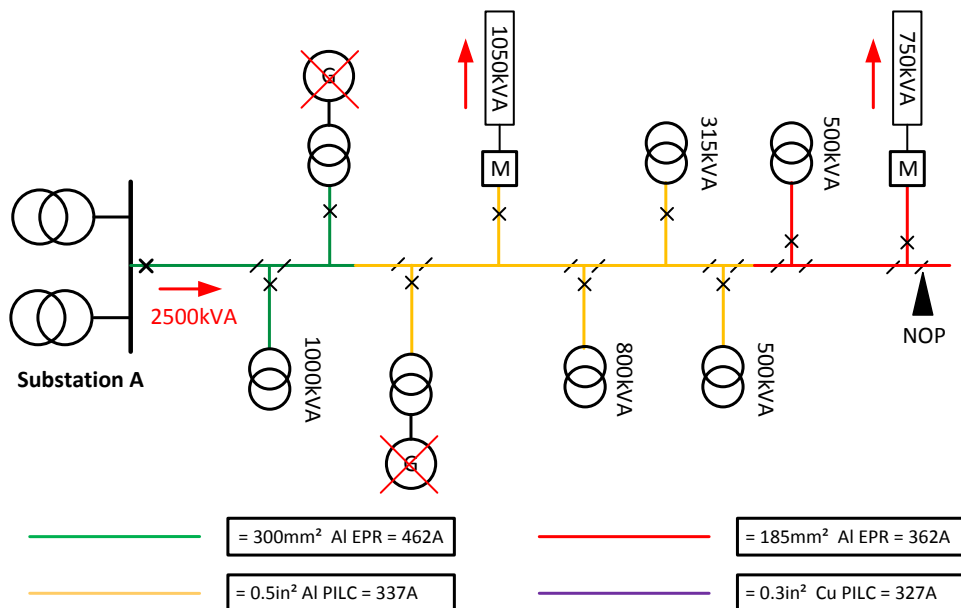 G
1050kVA
750kVA
315kVA
500kVA
M
M
2500kVA
NOP
Substation A
1000kVA
800kVA
500kVA
G
= 300mm² Al EPR = 462A
= 185mm² Al EPR = 362A
= 0.5in² Al PILC = 337A
= 0.3in² Cu PILC = 327A